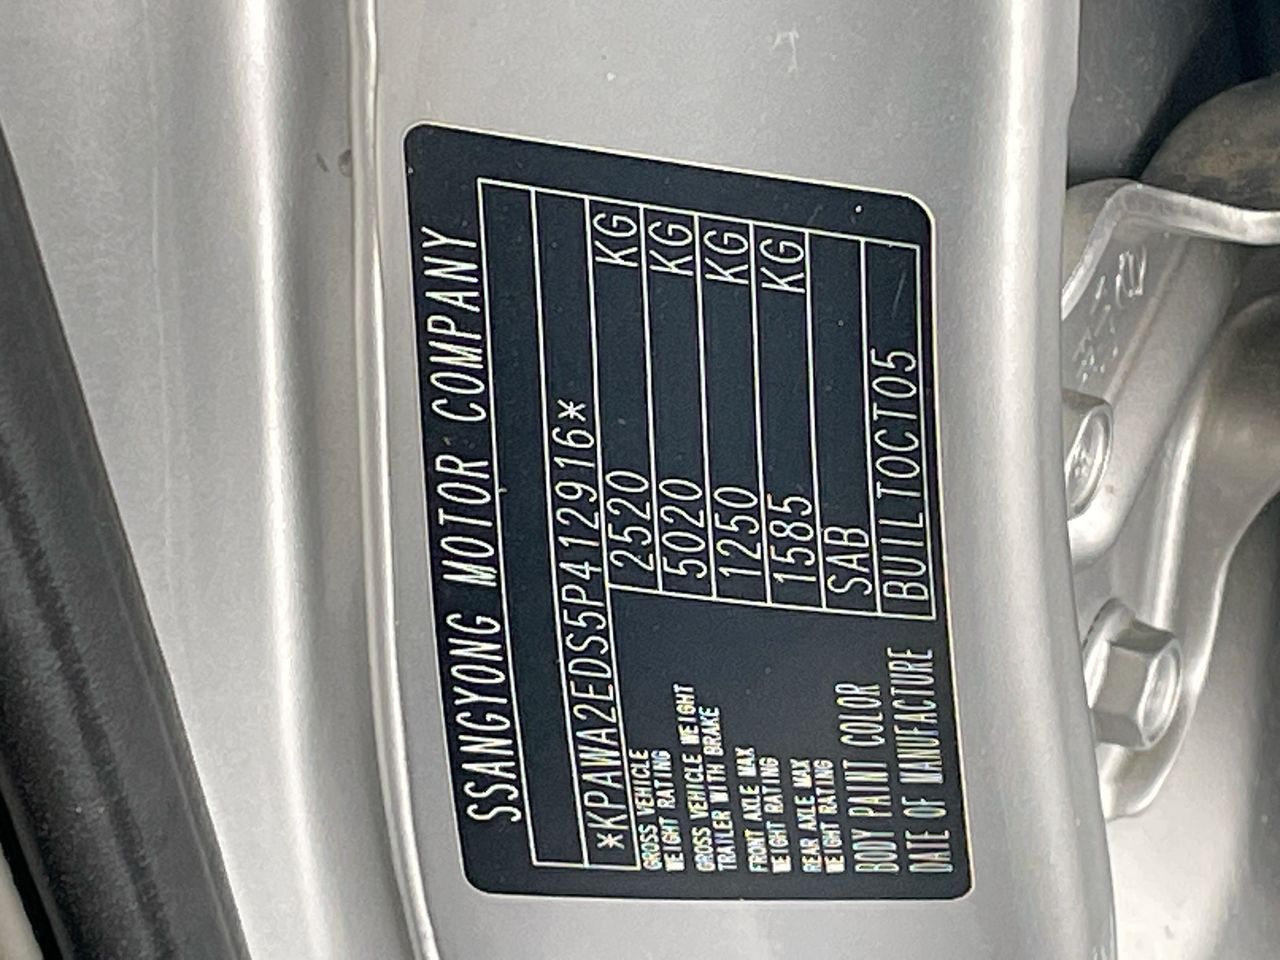 SSANGYONG MOTOR COMPANY
*KPAWA2EDS5P412916*
GROSS VEHICLE
WEIGHT RATING
2520 KG
GROSS VEHICLE WEIGHT
TRAILER WITH BRAKE
5020 KG
FRONT AXLE MAX
WEIGHT RATING
1250 KG
REAR AXLE MAX
WEIGHT RATING
1585 KG
BODY PAINT COLOR SAB
DATE OF MANUFACTURE BUILTOCT05